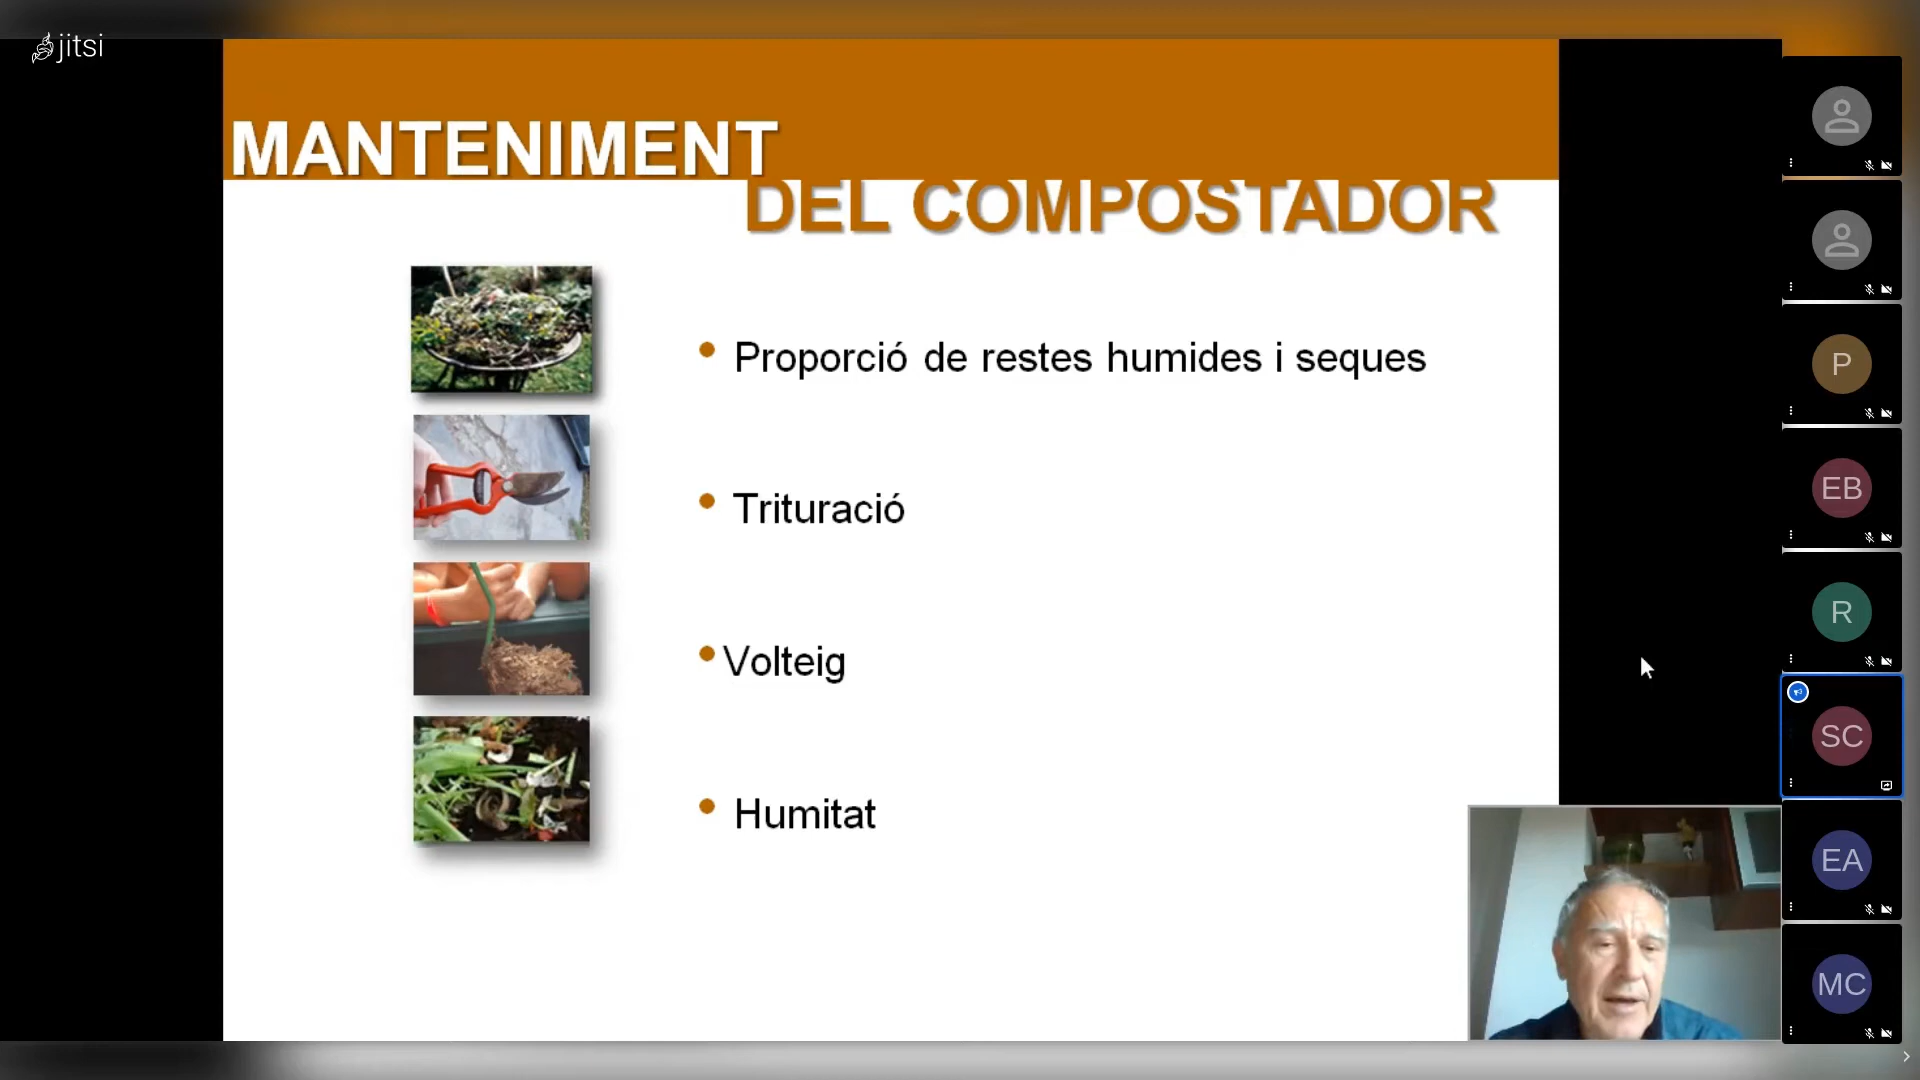 jitsi
MANTENIMENT
DEL COMPOSTADOR
• Proporció de restes humides i seques
• Trituració
• Volteig
• Humitat
P
EB
R
SC
EA
MC